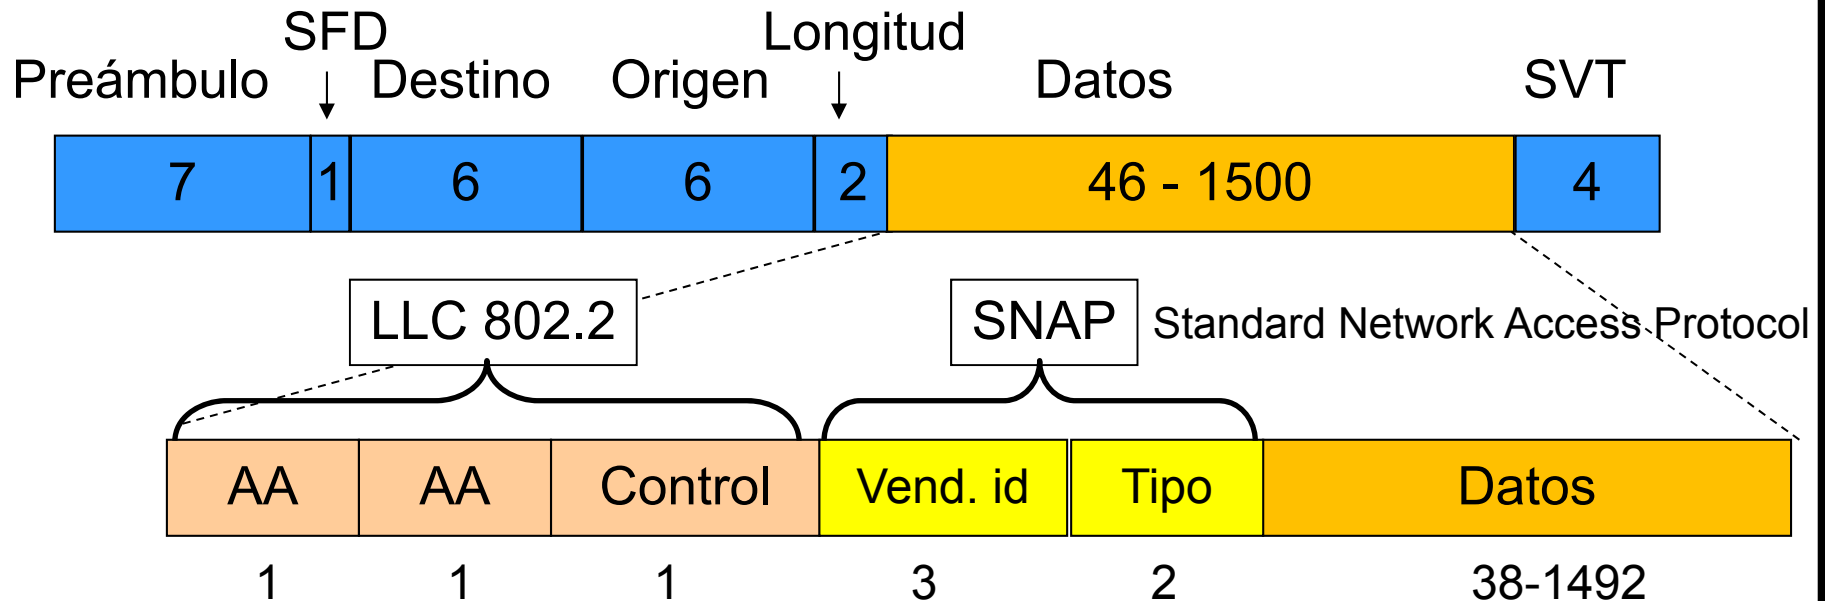 SFD
Longitud
Preámbulo Destino Origen Datos SVT
7 1 6 6 2 46 - 1500 4
LLC 802.2 SNAP Standard Network Access Protocol
AA AA Control Vend. id Tipo Datos
1 1 1 3 2 38-1492